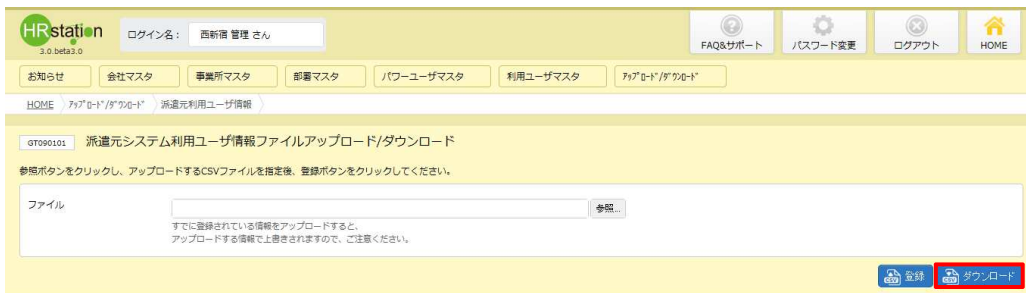 HRstation
3.0.beta3.0
ログイン名： 西新宿 管理 さん
FAQ&サポート パスワード変更 ログアウト HOME
お知らせ 会社マスタ 事業所マスタ 部署マスタ パワーユーザマスタ 利用ユーザマスタ ｱｯﾌﾟﾛｰﾄﾞ/ﾀﾞｳﾝﾛｰﾄﾞ
HOME ｱｯﾌﾟﾛｰﾄﾞ/ﾀﾞｳﾝﾛｰﾄﾞ 派遣元利用ユーザ情報
GT090101 派遣元システム利用ユーザ情報ファイルアップロード/ダウンロード
参照ボタンをクリックし、アップロードするCSVファイルを指定後、登録ボタンをクリックしてください。
ファイル 参照...
すでに登録されている情報をアップロードすると、
アップロードする情報で上書きされますので、ご注意ください。
CSV 登録 CSV ダウンロード